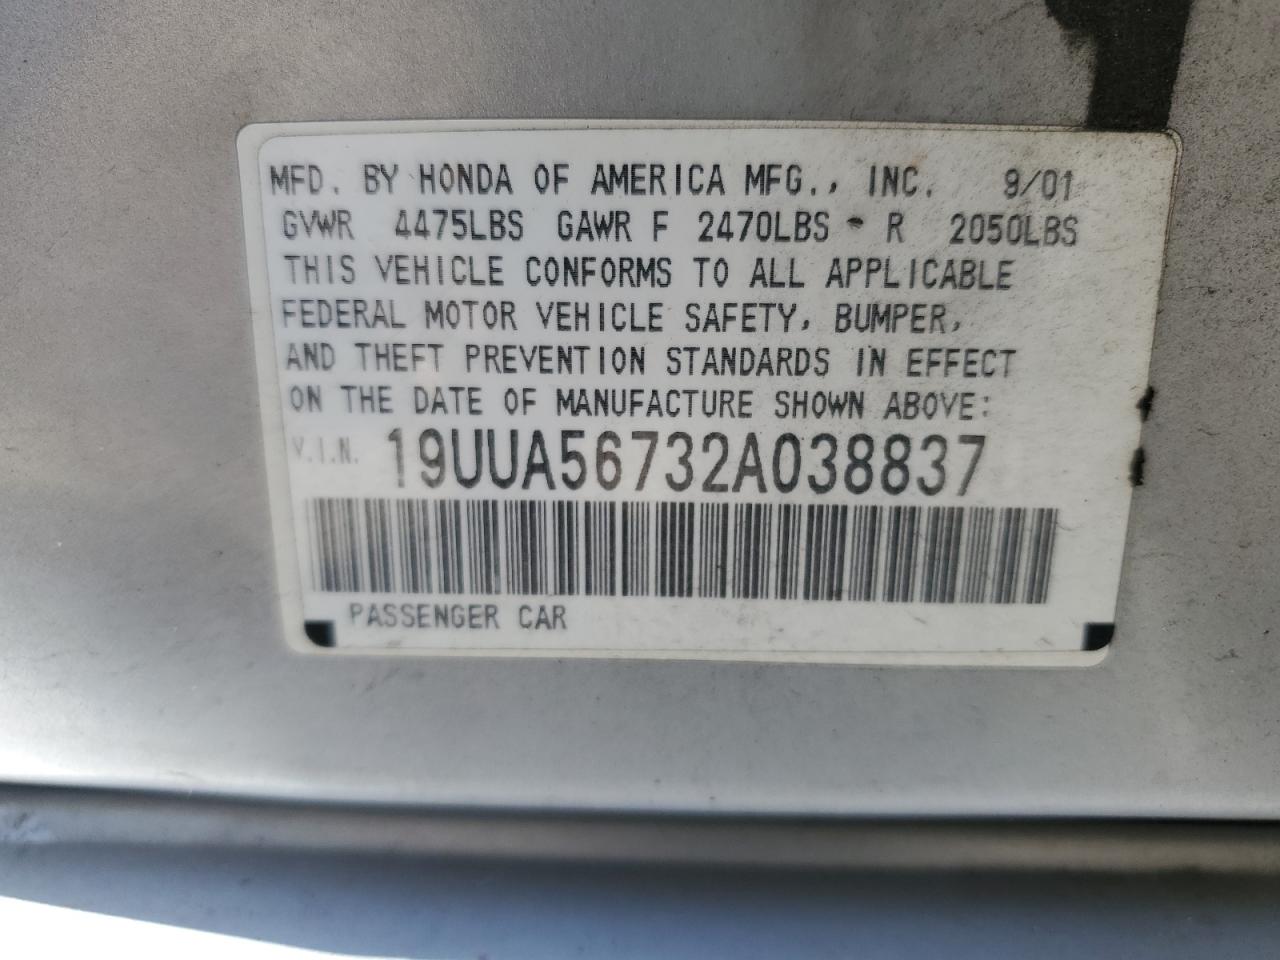 MFD. BY HONDA OF AMERICA MFG., INC. 9/01
GVWR 4475LBS GAWR F 2470LBS - R 2050LBS
THIS VEHICLE CONFORMS TO ALL APPLICABLE
FEDERAL MOTOR VEHICLE SAFETY, BUMPER,
AND THEFT PREVENTION STANDARDS IN EFFECT
ON THE DATE OF MANUFACTURE SHOWN ABOVE:
V.I.N. 19UUA56732A038837
PASSENGER CAR